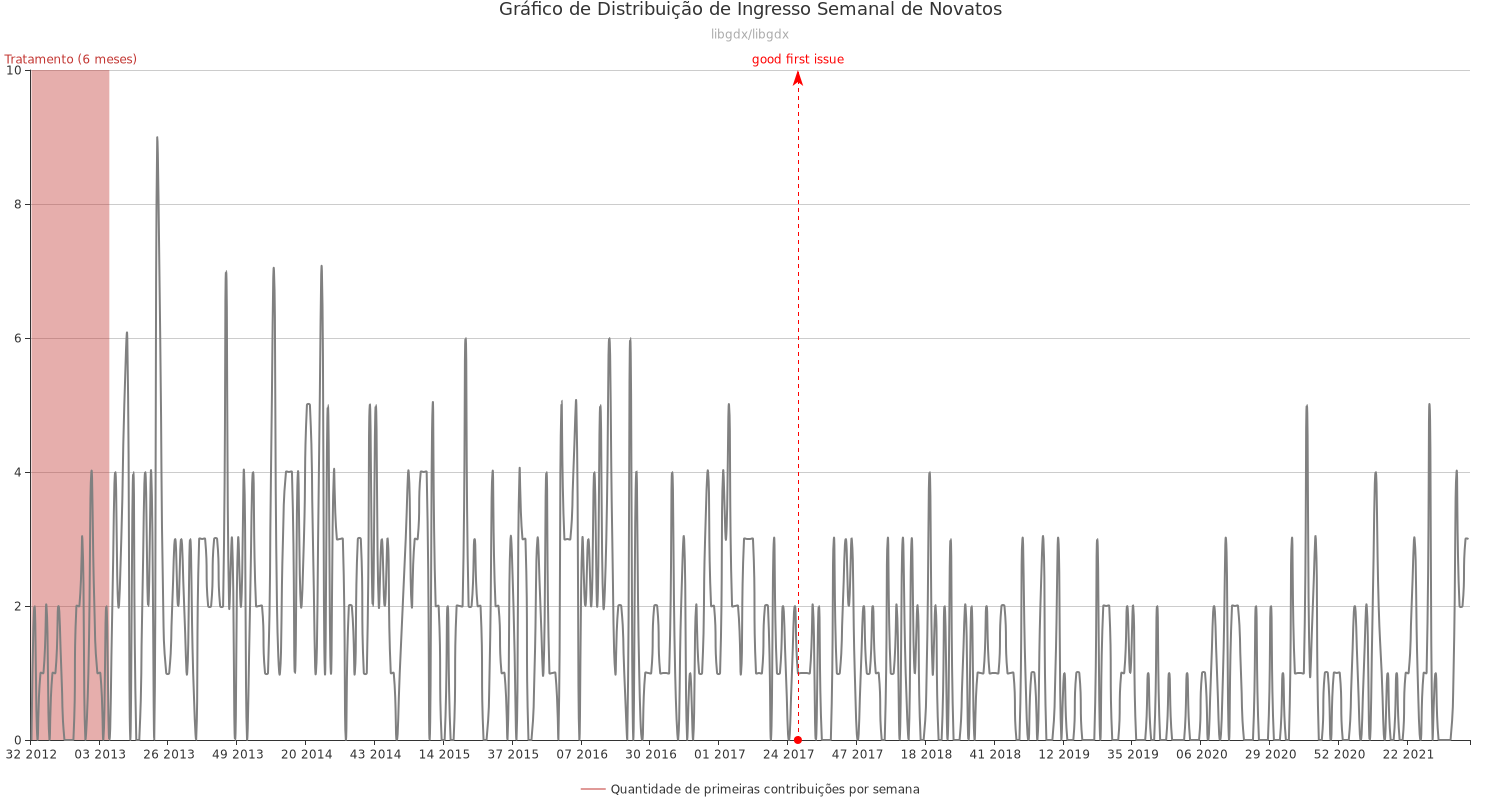 Gráfico de Distribuição de Ingresso Semanal de Novatos
libgdx/libgdx
Tratamento (6 meses)
good first issue
10
8
6
4
2
0
32 2012 03 2013 26 2013 49 2013 20 2014 43 2014 14 2015 37 2015 07 2016 30 2016 01 2017 24 2017 47 2017 18 2018 41 2018 12 2019 35 2019 06 2020 29 2020 52 2020 22 2021
Quantidade de primeiras contribuições por semana